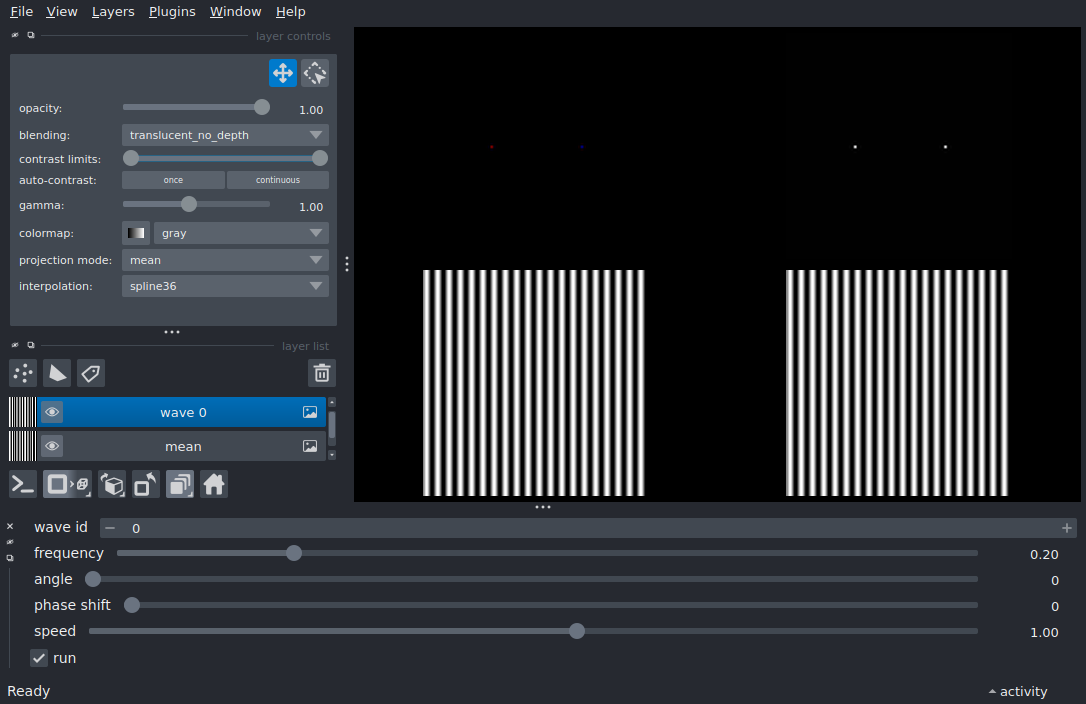 File View Layers Plugins Window Help
layer controls
opacity: 1.00
blending: translucent_no_depth
contrast limits:
auto-contrast: once continuous
gamma: 1.00
colormap: gray
projection mode: mean
interpolation: spline36
layer list
wave 0
mean
wave id 0
frequency 0.20
angle 0
phase shift 0
speed 1.00
run
Ready activity